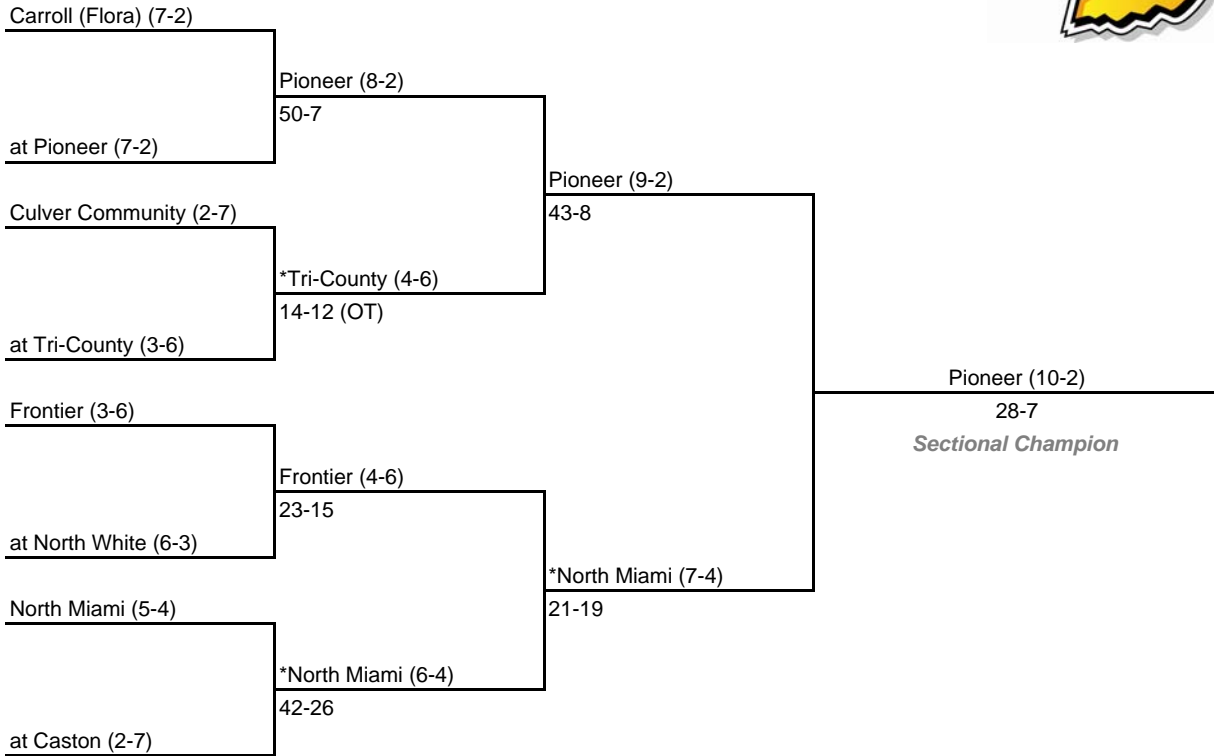 Carroll (Flora) (7-2)
Pioneer (8-2)
50-7
at Pioneer (7-2)
Pioneer (9-2)
43-8
Culver Community (2-7)
*Tri-County (4-6)
14-12 (OT)
at Tri-County (3-6)
Pioneer (10-2)
28-7
Sectional Champion
Frontier (3-6)
Frontier (4-6)
23-15
at North White (6-3)
*North Miami (7-4)
21-19
North Miami (5-4)
*North Miami (6-4)
42-26
at Caston (2-7)